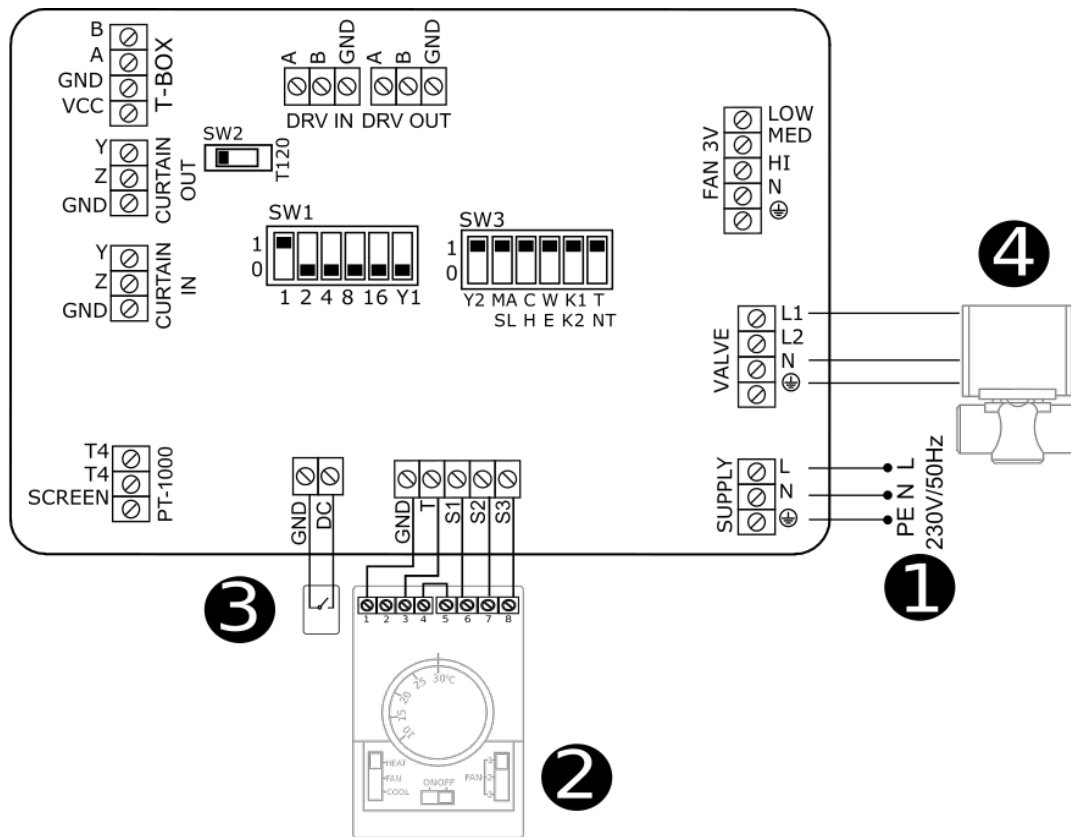 B
A
GND
VCC
T-BOX
A
B
GND
DRV IN
A
B
GND
DRV OUT
SW2
T120
Y
Z
GND
CURTAIN
OUT
Y
Z
GND
CURTAIN
IN
SW1
1
0
1 2 4 8 16 Y1
SW3
1
0
Y2 MA C W K1 T
SL H E K2 NT
FAN 3V
LOW
MED
HI
N
4
VALVE
L1
L2
N
SUPPLY
L
N
L
N
PE
230V/50Hz
1
T4
T4
SCREEN
PT-1000
GND
DC
GND
T
S1
S2
S3
3
1 2 3 4 5 6 7 8
10
15
20
25
30°C
HEAT
FAN
COOL
ON OFF
FAN
1
2
3
2